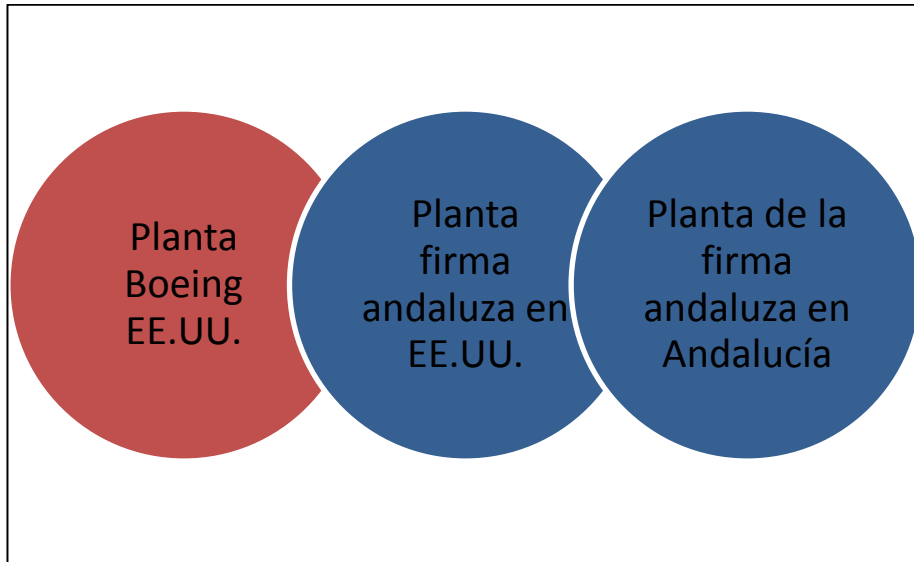 Planta
Boeing
EE.UU.
Planta
firma
andaluza en
EE.UU.
Planta de la
firma
andaluza en
Andalucía